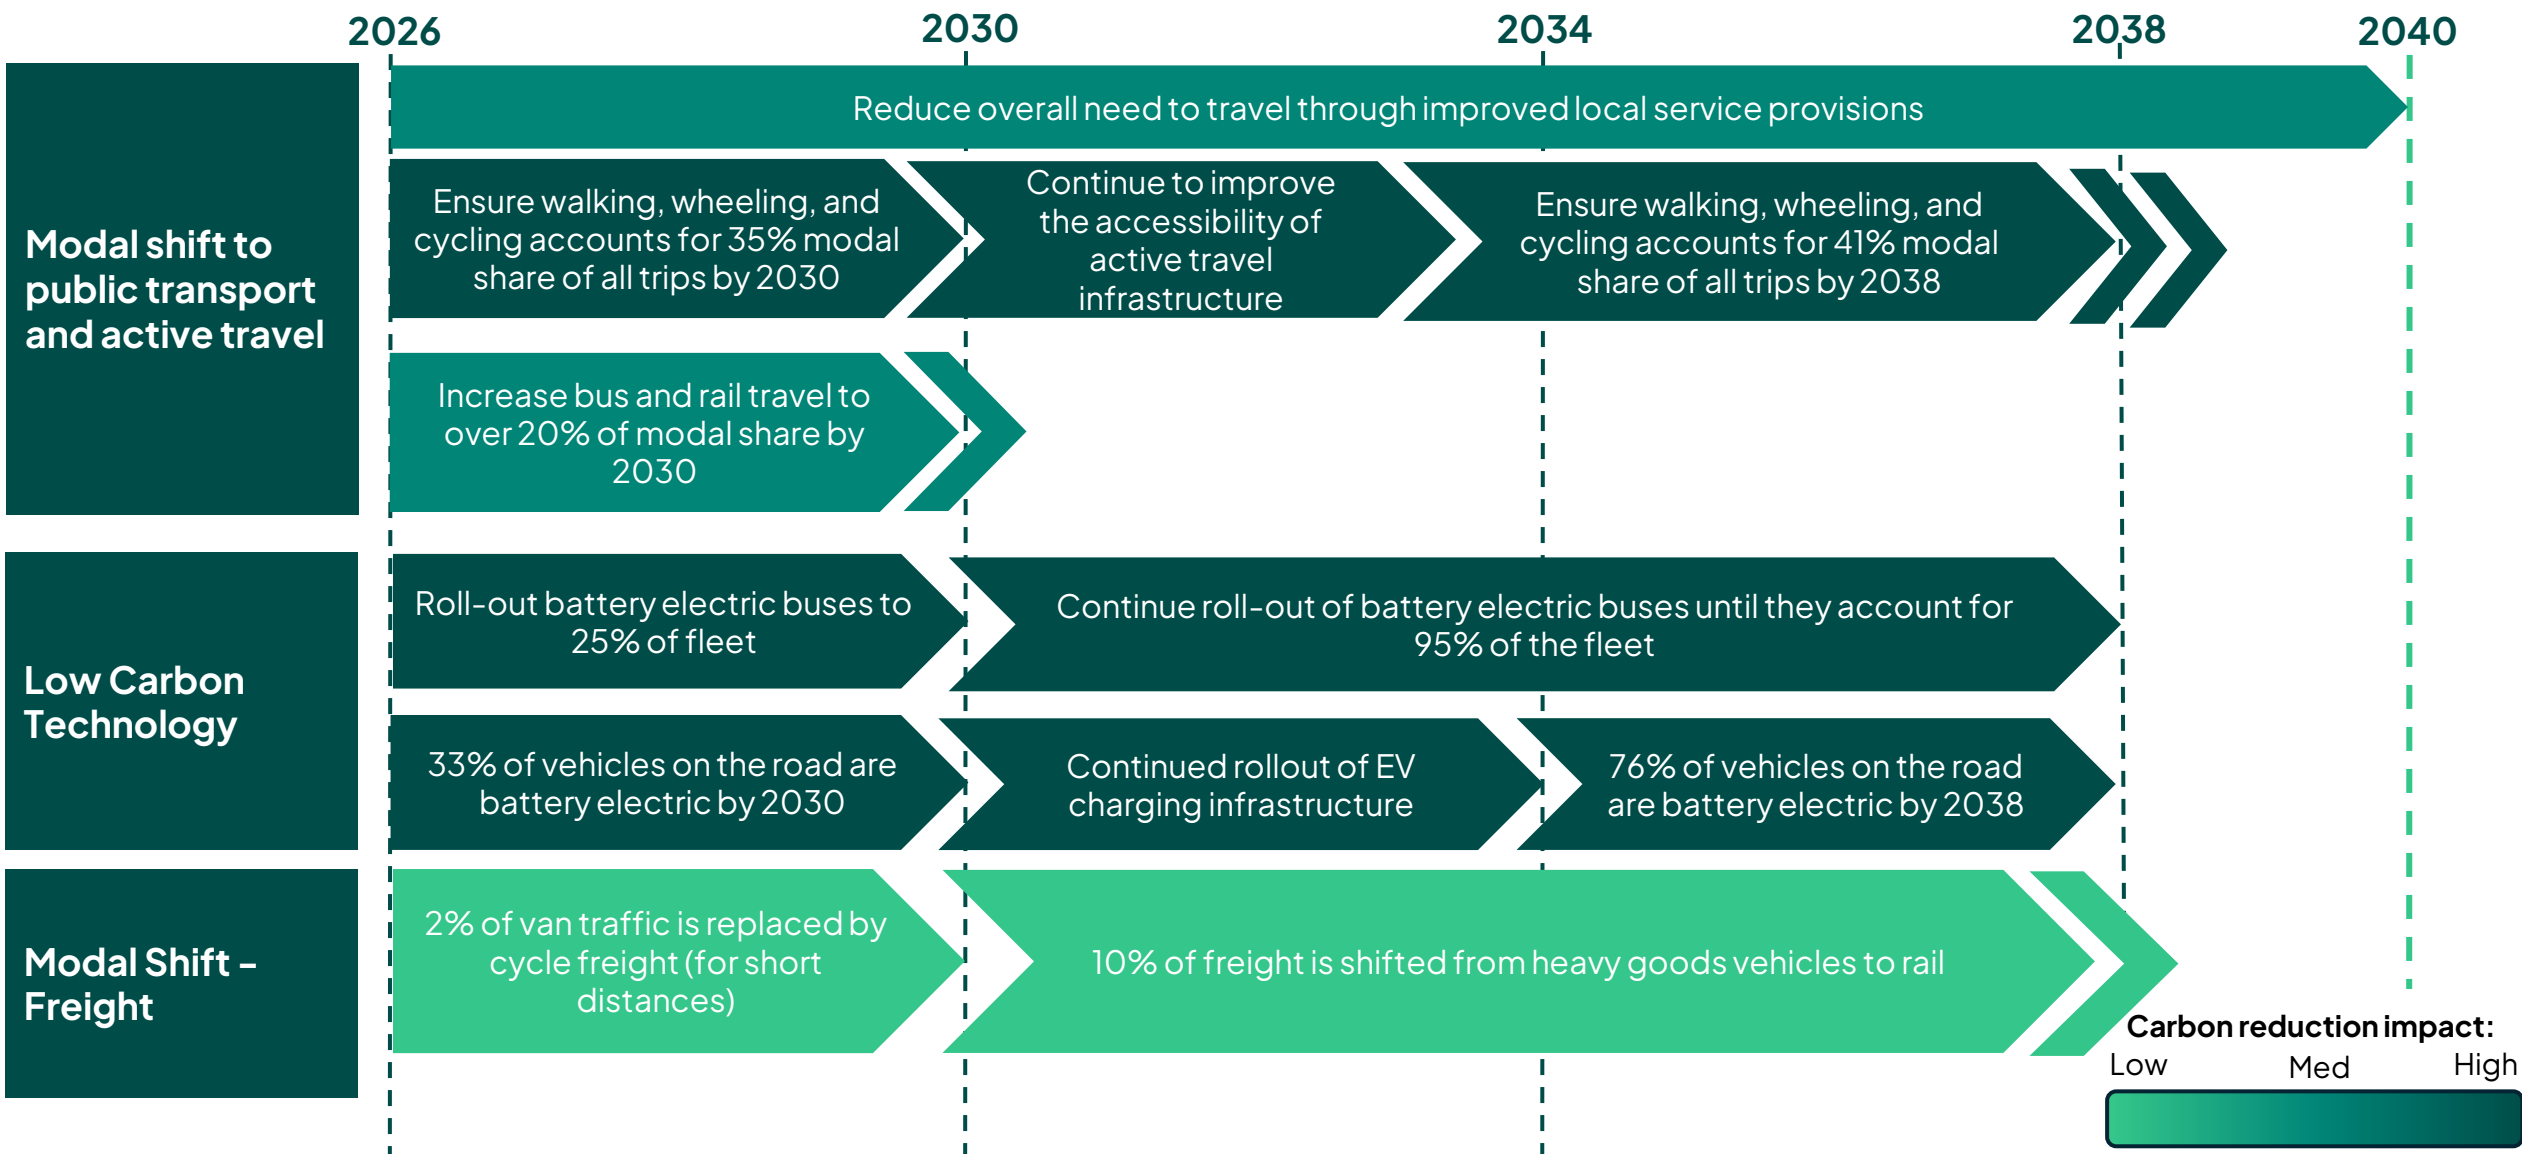 2026
2030
2034
2038
2040
Modal shift to
public transport
and active travel
Reduce overall need to travel through improved local service provisions
Ensure walking, wheeling, and
cycling accounts for 35% modal
share of all trips by 2030
Continue to improve
the accessibility of
active travel
infrastructure
Ensure walking, wheeling, and
cycling accounts for 41% modal
share of all trips by 2038
Increase bus and rail travel to
over 20% of modal share by
2030
Low Carbon
Technology
Roll-out battery electric buses to
25% of fleet
Continue roll-out of battery electric buses until they account for
95% of the fleet
33% of vehicles on the road are
battery electric by 2030
Continued rollout of EV
charging infrastructure
76% of vehicles on the road
are battery electric by 2038
Modal Shift -
Freight
2% of van traffic is replaced by
cycle freight (for short
distances)
10% of freight is shifted from heavy goods vehicles to rail
Carbon reduction impact:
Low
Med
High